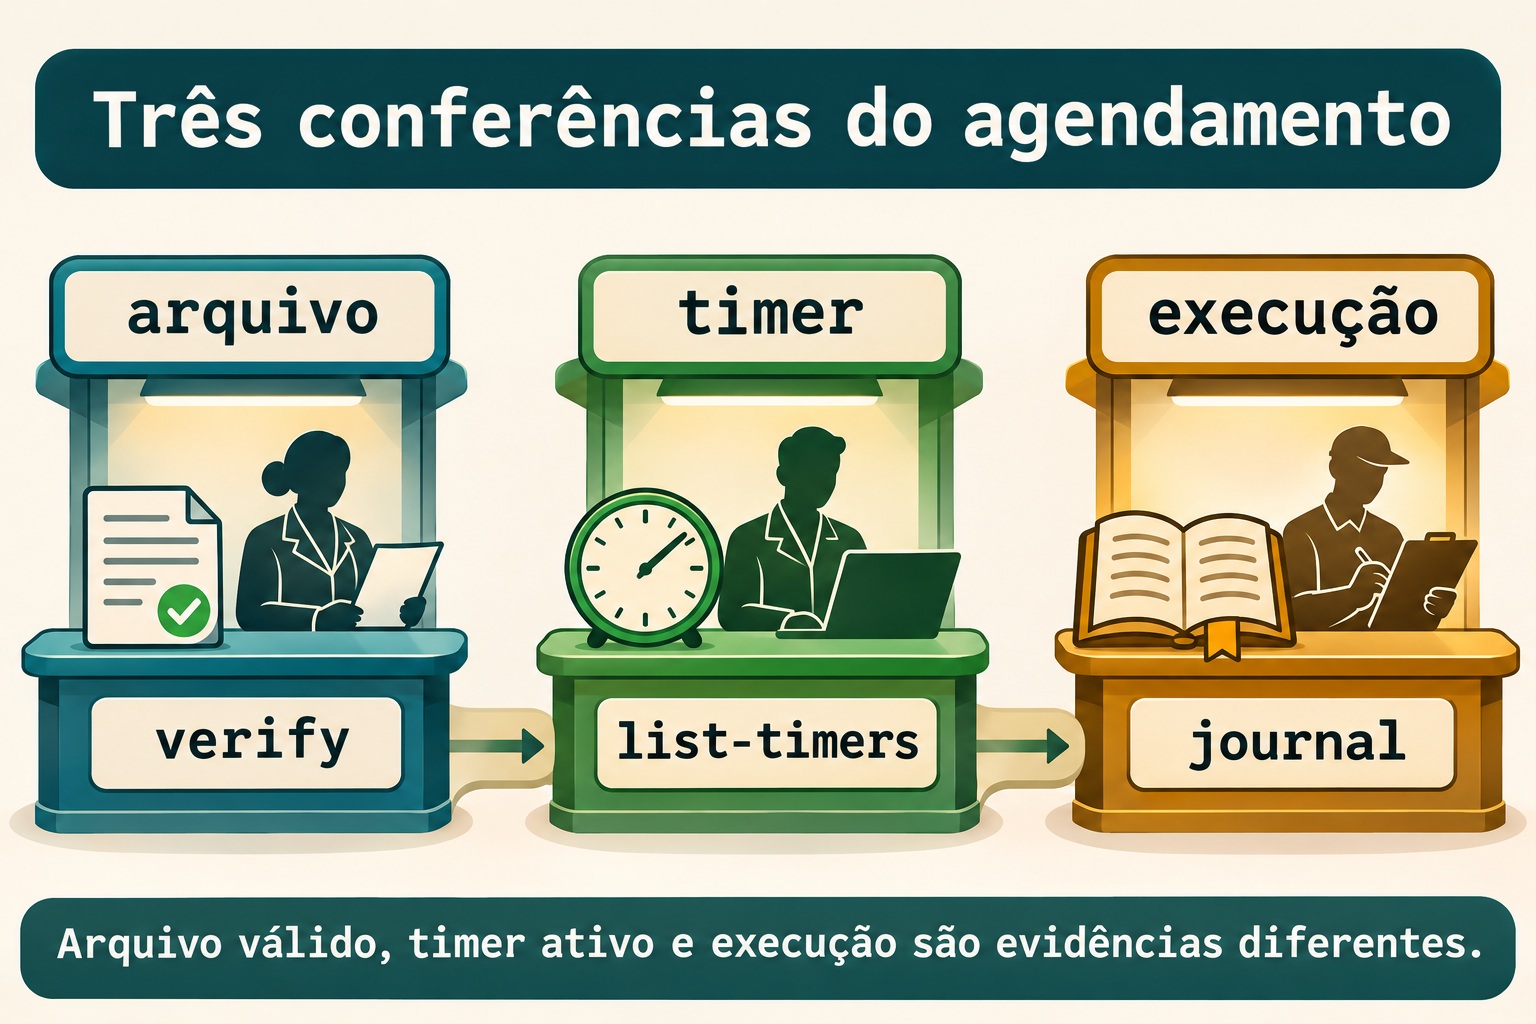 Três conferências do agendamento
arquivo
timer
execução
verify
list-timers
journal
Arquivo válido, timer ativo e execução são evidências diferentes.